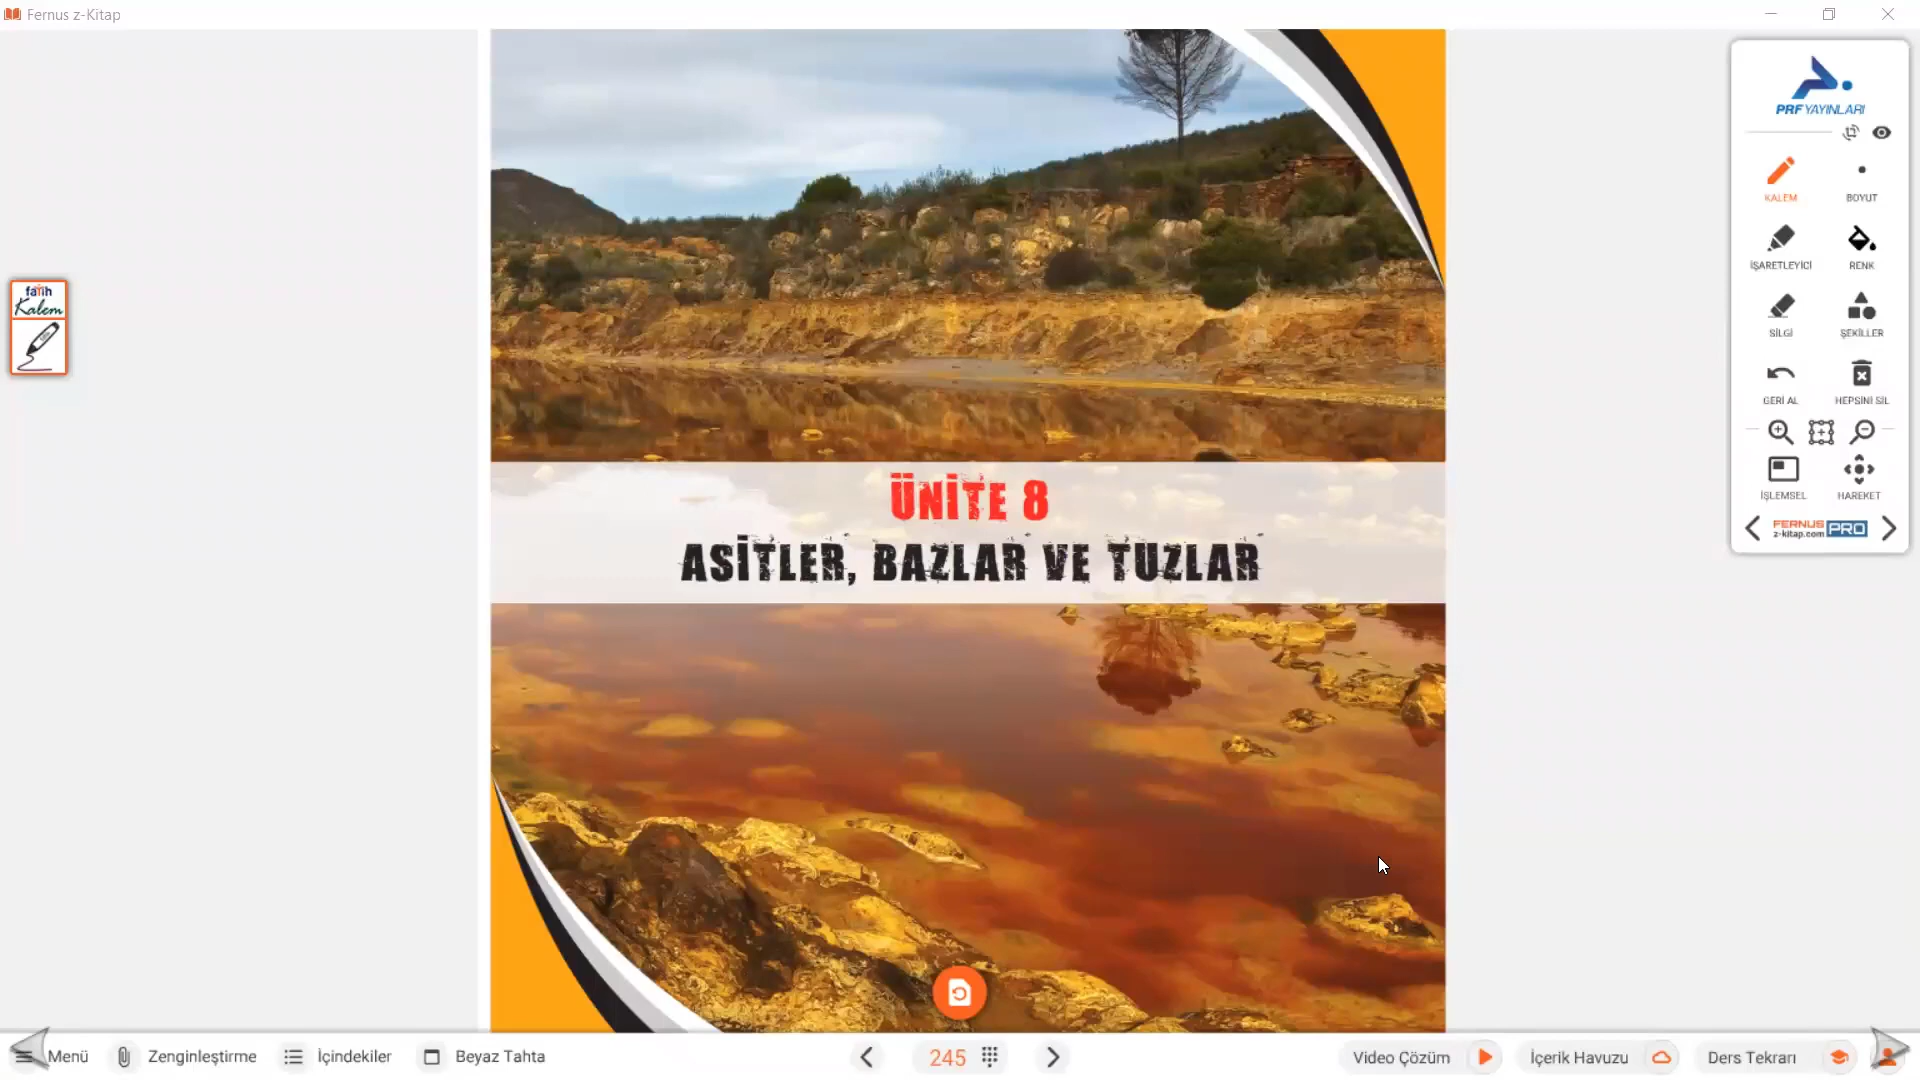 Fernus z-Kitap
PRF YAYINLARI
KALEM
BOYUT
İŞARETLEYİCİ
RENK
SİLGİ
ŞEKİLLER
GERİ AL
HEPSİNİ SİL
İŞLEMSEL
HAREKET
FERNUS
z-kitap.com PRO
fatih
Kalem
ÜNİTE 8
ASİTLER, BAZLAR VE TUZLAR
Menü
Zenginleştirme
İçindekiler
Beyaz Tahta
245
Video Çözüm
İçerik Havuzu
Ders Tekrarı